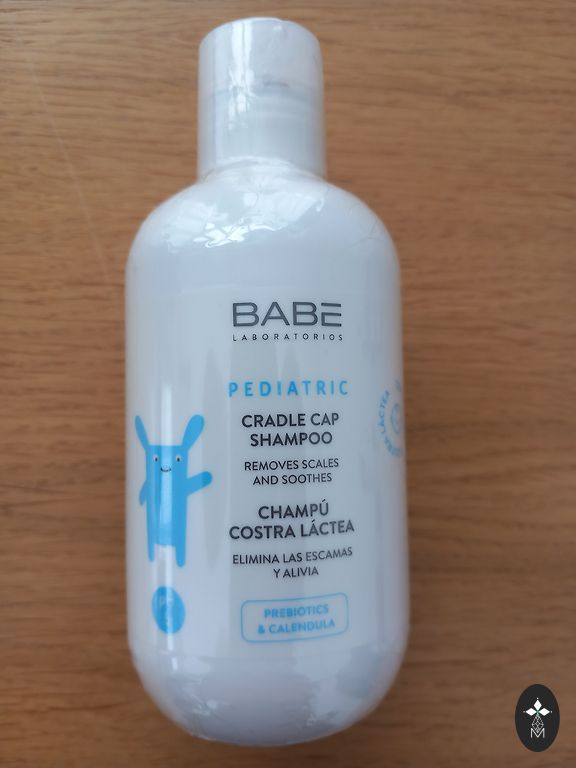 BABE
LABORATORIOS
PEDIATRIC
CRADLE CAP
SHAMPOO
REMOVES SCALES
AND SOOTHES
CHAMPÚ
COSTRA LÁCTEA
ELIMINA LAS ESCAMAS
Y ALIVIA
PREBIOTICS
& CALENDULA
LÁCTEA
M